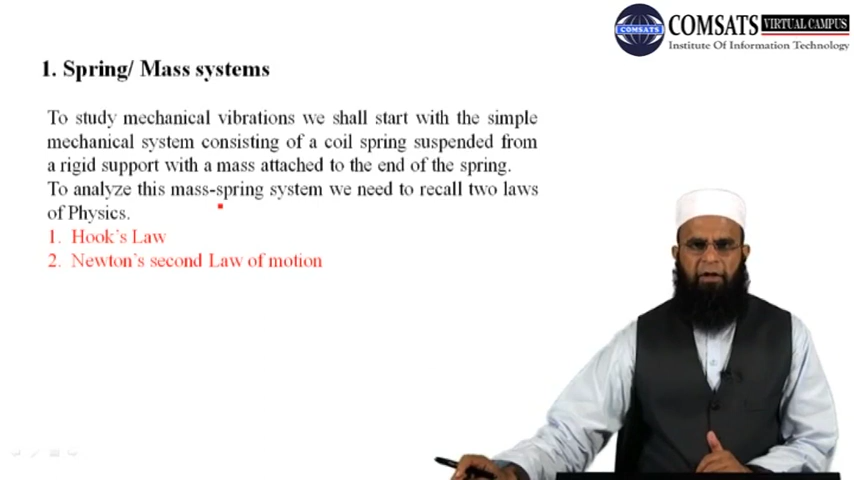 COMSATS VIRTUAL CAMPUS
Institute Of Information Technology
COMSATS
1. Spring/ Mass systems
To study mechanical vibrations we shall start with the simple
mechanical system consisting of a coil spring suspended from
a rigid support with a mass attached to the end of the spring.
To analyze this mass-spring system we need to recall two laws
of Physics.
1. Hook's Law
2. Newton's second Law of motion